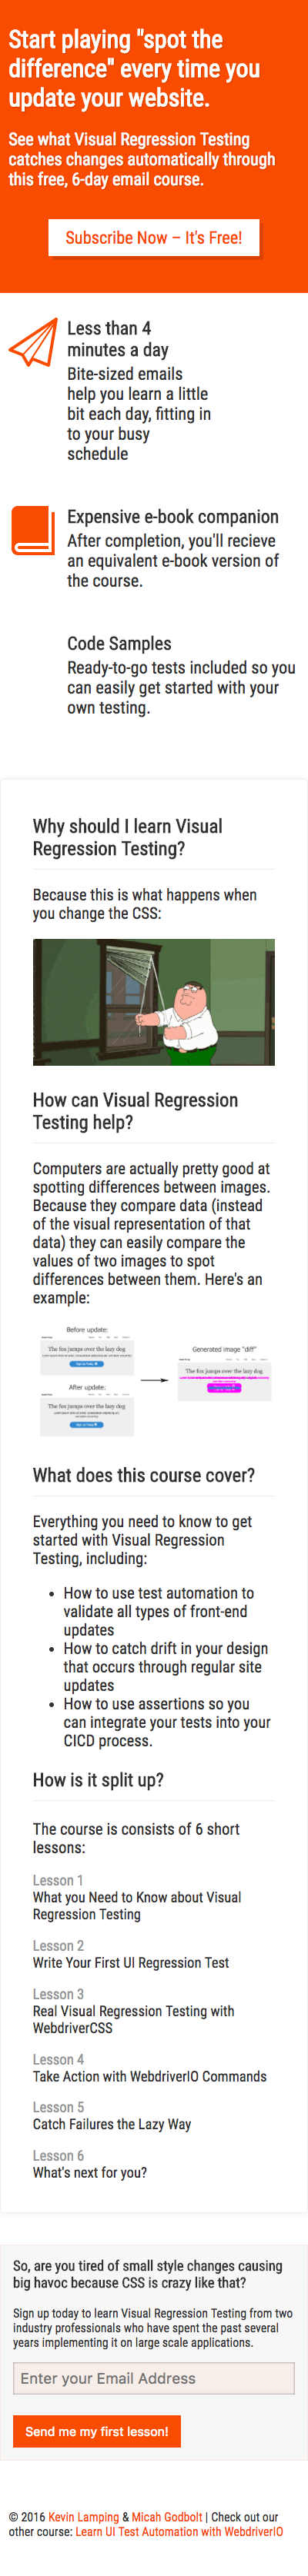 Start playing "spot the
difference" every time you
update your website.
See what Visual Regression Testing
catches changes automatically through
this free, 6-day email course.
Subscribe Now – It's Free!
Less than 4
minutes a day
Bite-sized emails
help you learn a little
bit each day, fitting in
to your busy
schedule
Expensive e-book companion
After completion, you'll recieve
an equivalent e-book version of
the course.
Code Samples
Ready-to-go tests included so you
can easily get started with your
own testing.
Why should I learn Visual
Regression Testing?
Because this is what happens when
you change the CSS:
How can Visual Regression
Testing help?
Computers are actually pretty good at
spotting differences between images.
Because they compare data (instead
of the visual representation of that
data) they can easily compare the
values of two images to spot
differences between them. Here's an
example:
Before update:
The fox jumps over the lazy dog
After update:
The fox jumps over the lazy dog
Generated image "diff"
The fox jumps over the lazy dog
What does this course cover?
Everything you need to know to get
started with Visual Regression
Testing, including:
• How to use test automation to
validate all types of front-end
updates
• How to catch drift in your design
that occurs through regular site
updates
• How to use assertions so you
can integrate your tests into your
CICD process.
How is it split up?
The course is consists of 6 short
lessons:
Lesson 1
What you Need to Know about Visual
Regression Testing
Lesson 2
Write Your First UI Regression Test
Lesson 3
Real Visual Regression Testing with
WebdriverCSS
Lesson 4
Take Action with WebdriverIO Commands
Lesson 5
Catch Failures the Lazy Way
Lesson 6
What's next for you?
So, are you tired of small style changes causing
big havoc because CSS is crazy like that?
Sign up today to learn Visual Regression Testing from two
industry professionals who have spent the past several
years implementing it on large scale applications.
Enter your Email Address
Send me my first lesson!
© 2016 Kevin Lamping & Micah Godbolt | Check out our
other course: Learn UI Test Automation with WebdriverIO